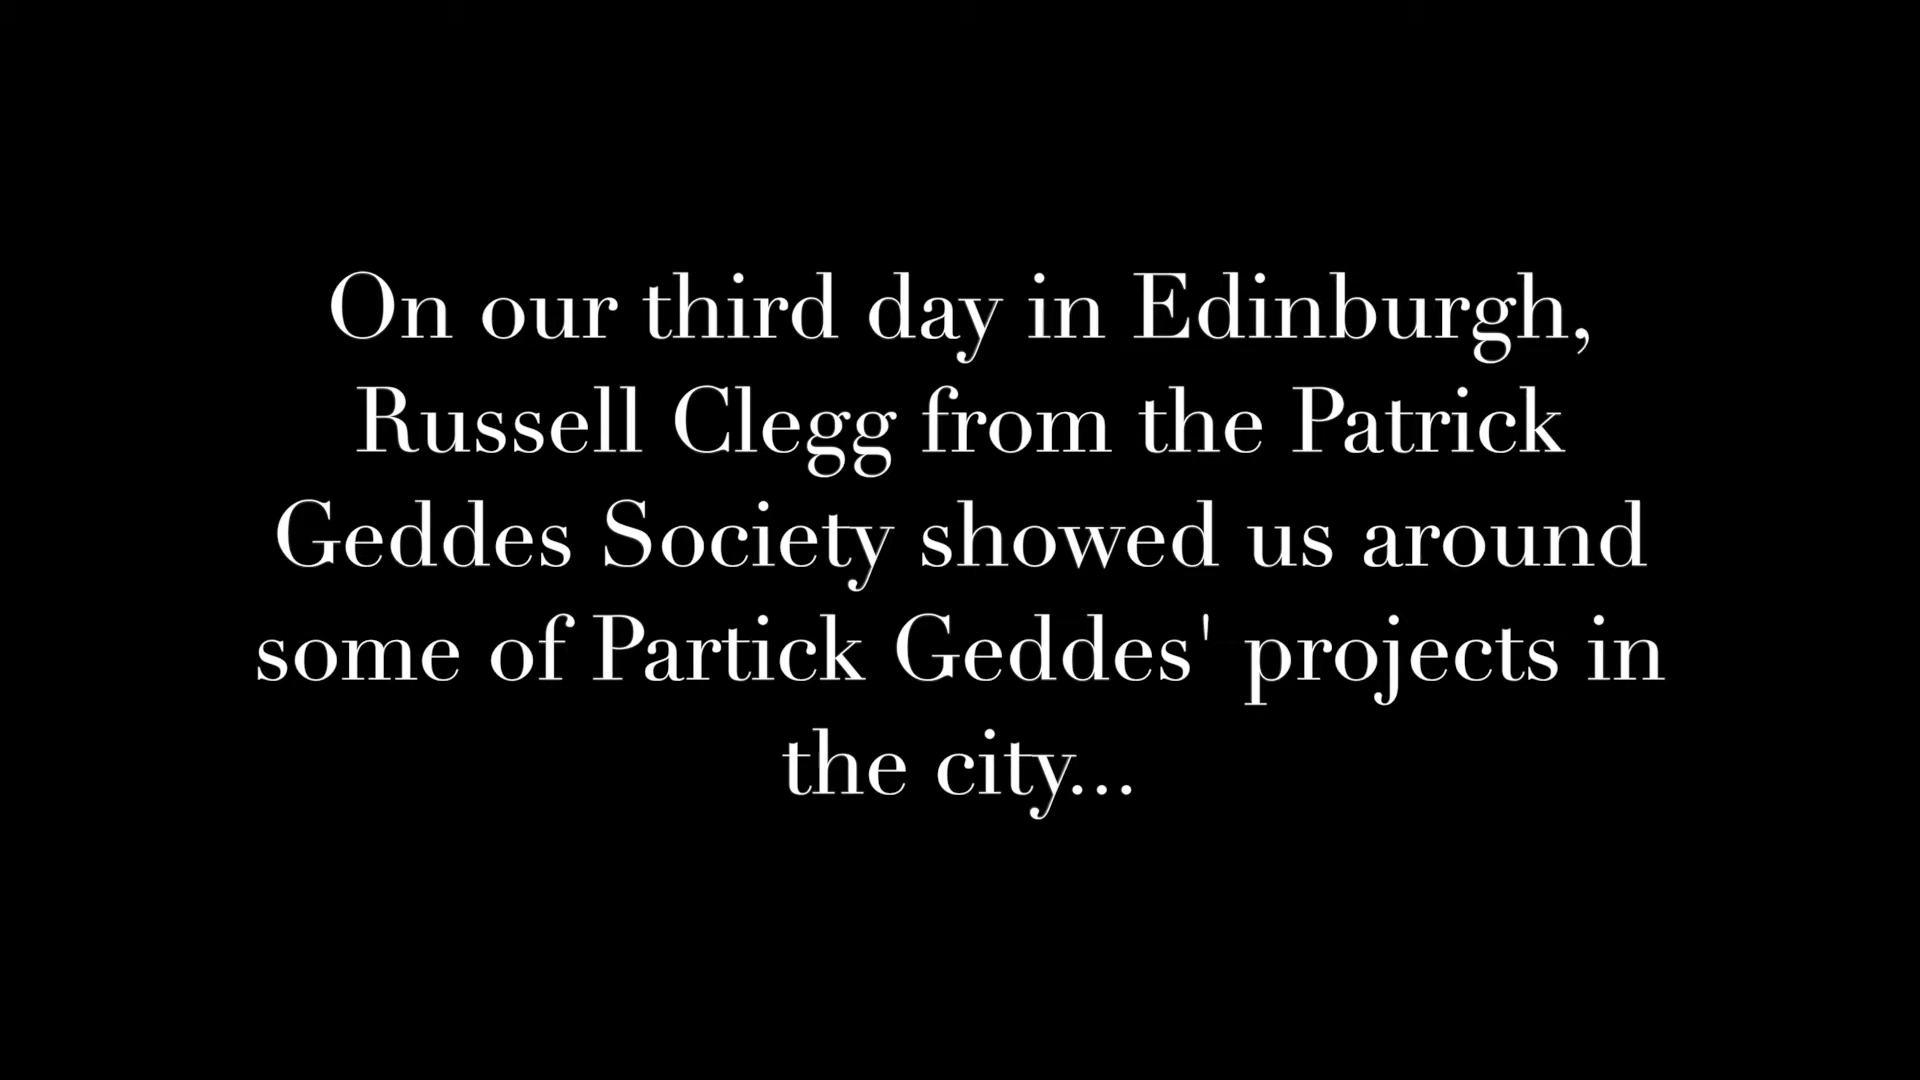 On our third day in Edinburgh,
Russell Clegg from the Patrick
Geddes Society showed us around
some of Partick Geddes' projects in
the city...